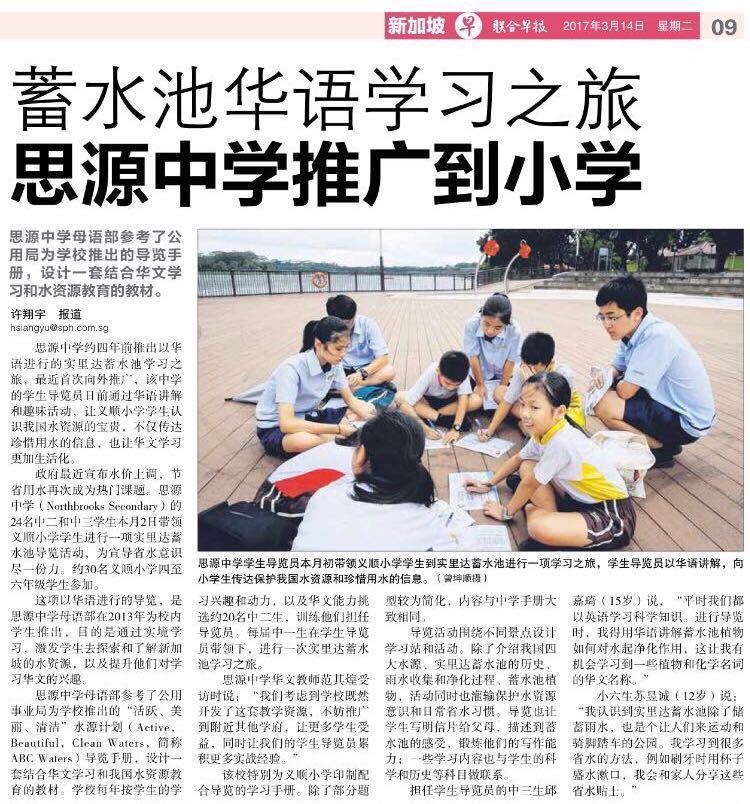 新加坡 早 联合早报 2017年3月14日 星期二 09
蓄水池华语学习之旅
思源中学推广到小学
思源中学母语部参考了公
用局为学校推出的导览手
册，设计一套结合华文学
习和水资源教育的教材。
许翔宇 报道
hsiangyu@sph.com.sg
思源中学约四年前推出以华
语进行的实里达蓄水池学习之
旅，最近首次向外推广，该中学
的学生导览员日前通过华语讲解
和趣味活动，让义顺小学学生认
识我国水资源的宝贵，不仅传达
珍惜用水的信息，也让华文学习
更加生活化。
政府最近宣布水价上调，节
省用水再次成为热门课题。思源
中学（Northbrooks Secondary）的
24名中二和中三学生本月2日带领
义顺小学学生进行一项实里达蓄
水池导览活动，为宣导省水意识
尽一份力。约30名义顺小学四至
六年级学生参加。
这项以华语进行的导览，是
思源中学母语部在2013年为校内
学生推出，目的是通过实境学
习，激发学生去探索和了解新加
坡的水资源，以及提升他们对学
习华文的兴趣。
思源中学母语部参考了公用
事业局为学校推出的“活跃、美
丽、清洁”水源计划（Active,
Beautiful, Clean Waters，简称
ABC Waters）导览手册，设计一
套结合华文学习和我国水资源教
育的教材。学校每年按学生的学
思源中学学生导览员本月初带领义顺小学学生到实里达蓄水池进行一项学习之旅，学生导览员以华语讲解，向
小学生传达保护我国水资源和珍惜用水的信息。（曾坤顺摄）
习兴趣和动力，以及华文能力挑
选约20名中二生，训练他们担任
导览员。每届中一生在学生导览
员带领下，进行一次实里达蓄水
池学习之旅。
思源中学华文教师范其煌受
访时说：“我们考虑到学校既然
开发了这套教学资源，不妨推广
到附近其他学府，让更多学生受
益，同时让我们的学生导览员累
积更多实战经验。”
该校特别为义顺小学印制配
合导览的学习手册。除了部分题
型较为简化，内容与中学手册大
致相同。
导览活动围绕不同景点设计
学习站和活动。除了介绍我国四
大水源、实里达蓄水池的历史、
雨水收集和净化过程、蓄水池植
物，活动同时也灌输保护水资源
意识和日常省水习惯。导览也让
学生写明信片给父母，描述到蓄
水池的感受，锻炼他们的写作能
力；一些学习内容也与学生的科
学和历史等科目做联系。
担任学生导览员的中三生邱
嘉琦（15岁）说，“平时我们都
以英语学习科学知识。进行导览
时，我得用华语讲解蓄水池植物
如何对水起净化作用，这让我有
机会学习到一些植物和化学名词
的华文名称。”
小六生苏昱诚（12岁）说：
“我认识到实里达蓄水池除了储
蓄雨水，也是个让人们来运动和
骑脚踏车的公园。我学习到很多
省水的方法，例如刷牙时用杯子
盛水漱口，我会和家人分享这些
省水贴士。”